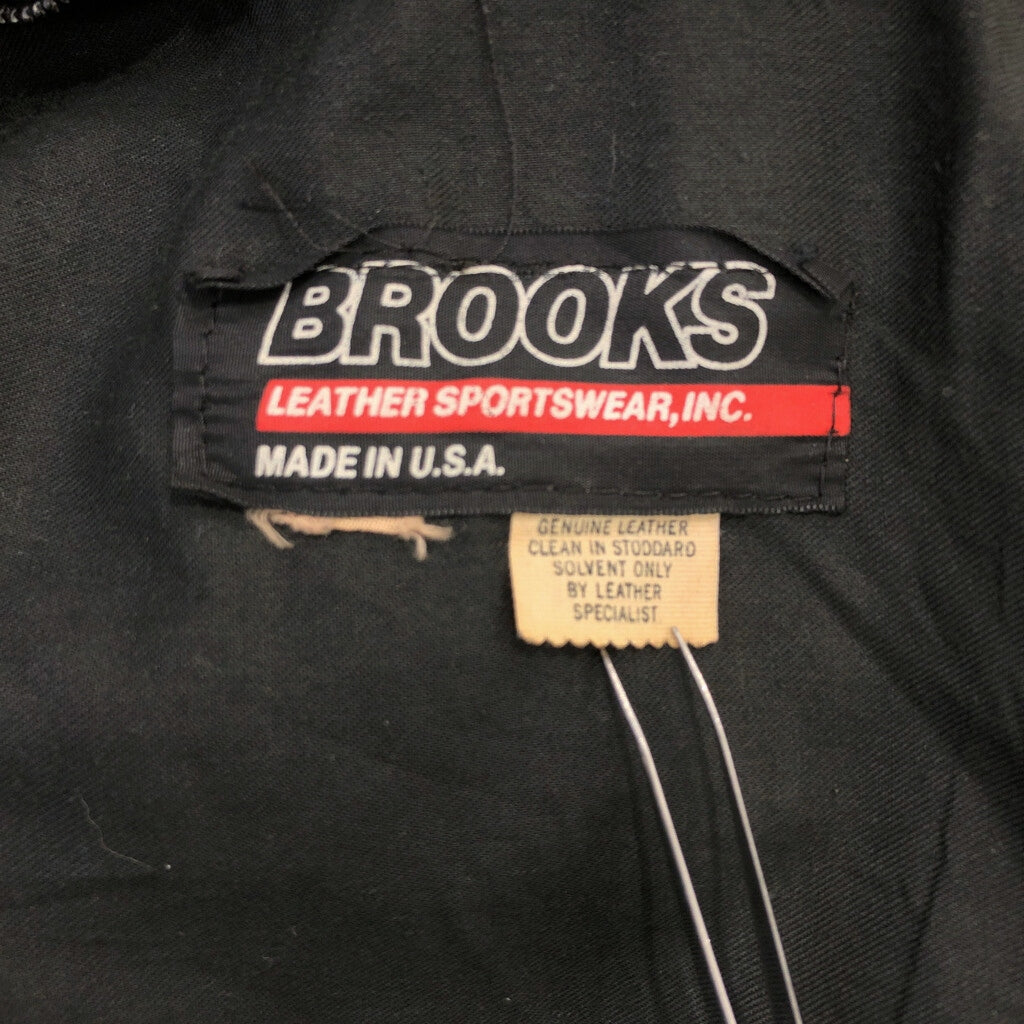 BROOKS
LEATHER SPORTSWEAR, INC.
MADE IN U.S.A.
GENUINE LEATHER
CLEAN IN STODDARD
SOLVENT ONLY
BY LEATHER
SPECIALIST